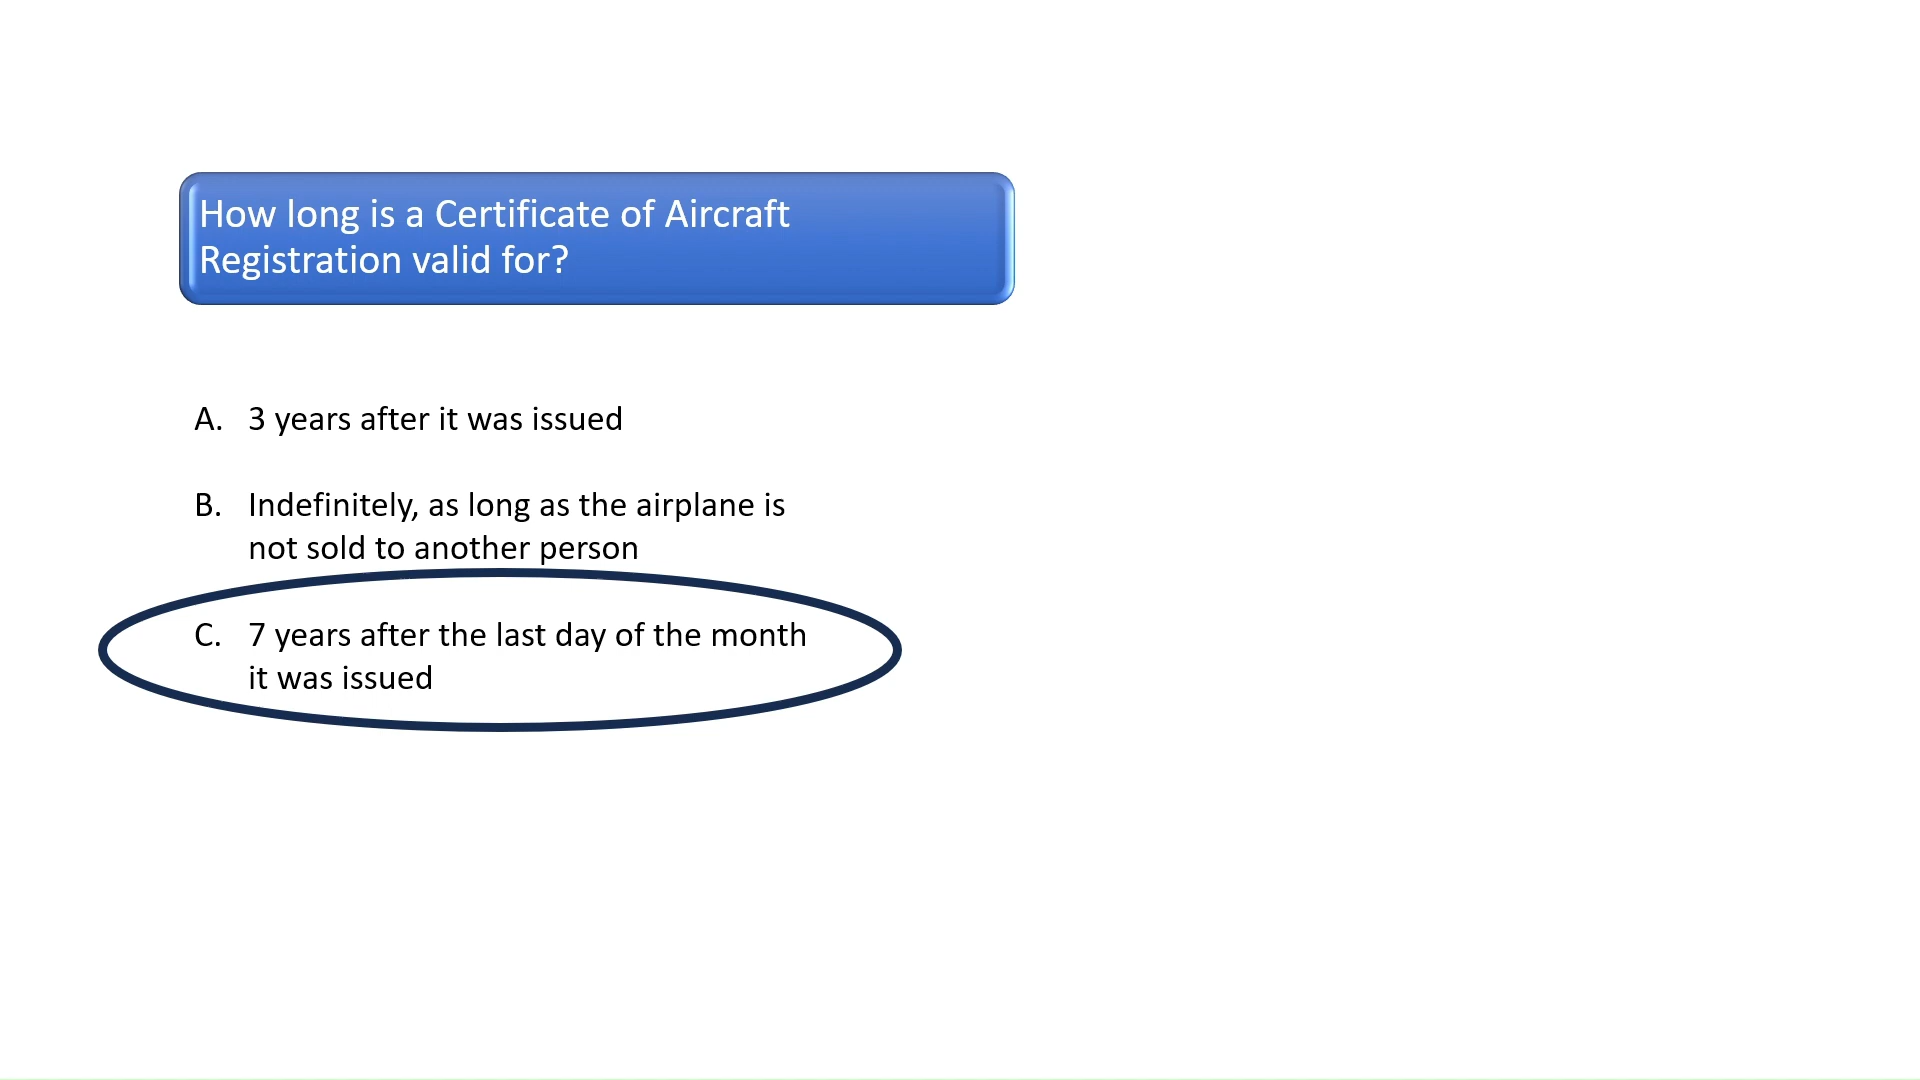 How long is a Certificate of Aircraft
Registration valid for?
A. 3 years after it was issued
B. Indefinitely, as long as the airplane is
not sold to another person
C. 7 years after the last day of the month
it was issued